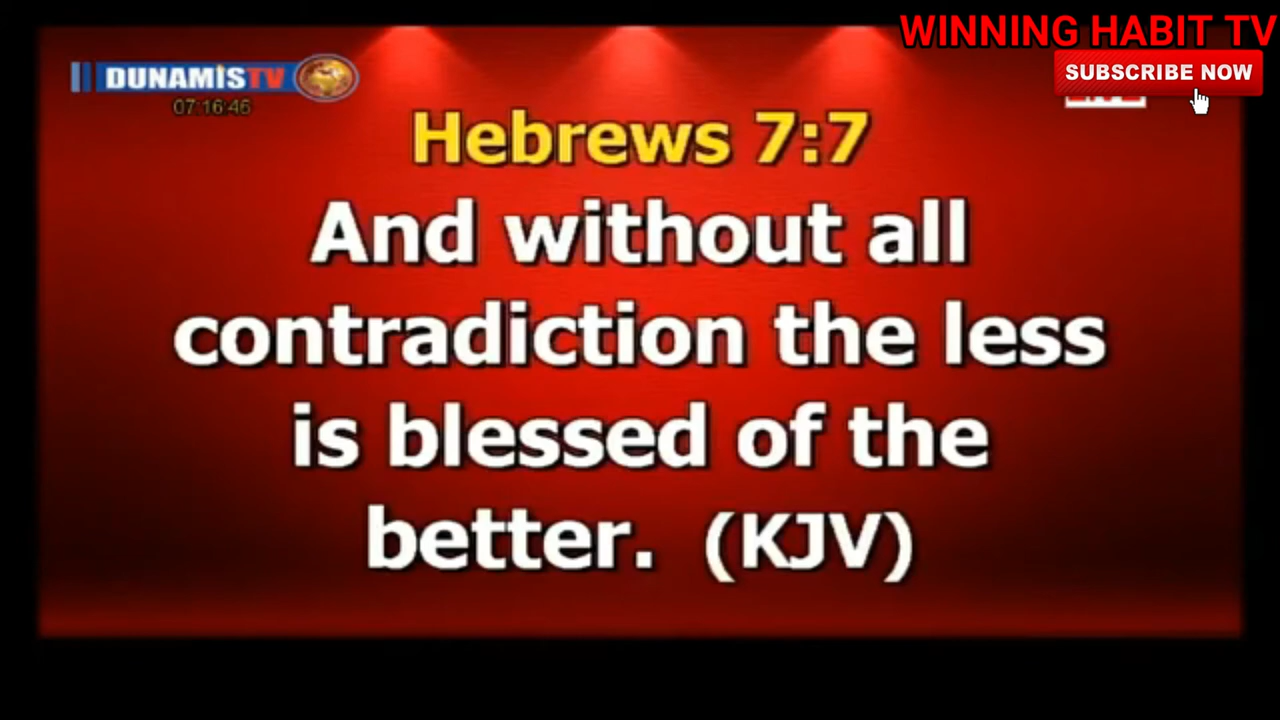 WINNING HABIT TV
SUBSCRIBE NOW
DUNAMIS TV
07:16:46
Hebrews 7:7
And without all
contradiction the less
is blessed of the
better. (KJV)